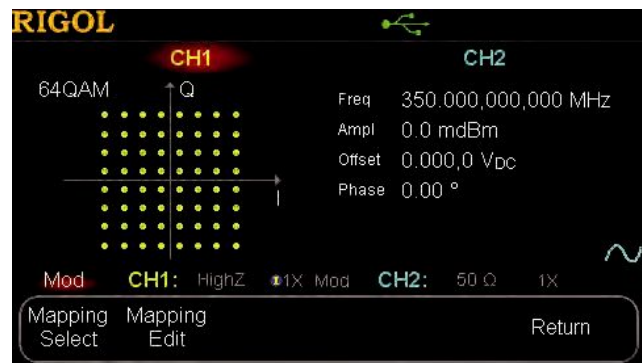 RIGOL
CH1
CH2
64QAM
Q
I
Freq 350.000,000,000 MHz
Ampl 0.0 mdBm
Offset 0.000,0 VDC
Phase 0.00 °
Mod CH1: HighZ 1X Mod CH2: 50 Ω 1X
Mapping Select
Mapping Edit
Return